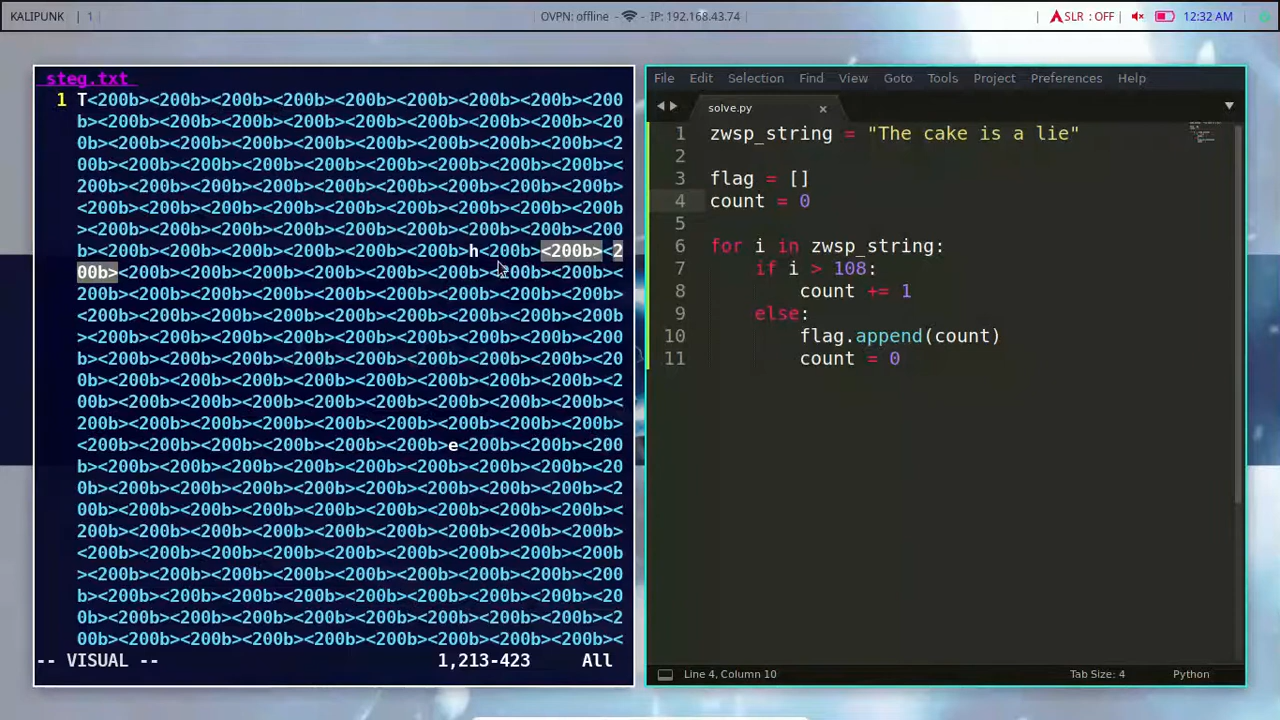 KALIPUNK | 1 | OVPN: offline - - IP: 192.168.43.74 SLR : OFF 12:32 AM
steg.txt
1 T<200b><200b><200b><200b><200b><200b><200b><200b><200
b><200b><200b><200b><200b><200b><200b><200b><200b><20
0b><200b><200b><200b><200b><200b><200b><200b><200b><2
00b><200b><200b><200b><200b><200b><200b><200b><200b><
200b><200b><200b><200b><200b><200b><200b><200b><200b>
<200b><200b><200b><200b><200b><200b><200b><200b><200b
><200b><200b><200b><200b><200b><200b><200b><200b><200
b><200b><200b><200b><200b><200b><200b>h<200b><200b><2
00b><200b><200b><200b><200b><200b><200b><200b><200b><
200b><200b><200b><200b><200b><200b><200b><200b><200b>
<200b><200b><200b><200b><200b><200b><200b><200b><200b
><200b><200b><200b><200b><200b><200b><200b><200b><200
b><200b><200b><200b><200b><200b><200b><200b><200b><20
0b><200b><200b><200b><200b><200b><200b><200b><200b><2
00b><200b><200b><200b><200b><200b><200b><200b><200b><
200b><200b><200b><200b><200b><200b><200b><200b><200b>
<200b><200b><200b><200b><200b><200b>e<200b><200b><200
b><200b><200b><200b><200b><200b><200b><200b><200b><20
0b><200b><200b><200b><200b><200b><200b><200b><200b><2
00b><200b><200b><200b><200b><200b><200b><200b><200b><
200b><200b><200b><200b><200b><200b><200b><200b><200b>
<200b><200b><200b><200b><200b><200b><200b><200b><200b
><200b><200b><200b><200b><200b><200b><200b><200b><200
b><200b><200b><200b><200b><200b><200b><200b><200b><20
0b><200b><200b><200b><200b><200b><200b><200b><200b><2
00b><200b><200b><200b><200b><200b><200b><200b><200b><
-- VISUAL -- 1,213-423 All
File Edit Selection Find View Goto Tools Project Preferences Help
solve.py ×
1 zwsp_string = "The cake is a lie"
2
3 flag = []
4 count = 0
5
6 for i in zwsp_string:
7 if i > 108:
8 count += 1
9 else:
10 flag.append(count)
11 count = 0
Line 4, Column 10 Tab Size: 4 Python